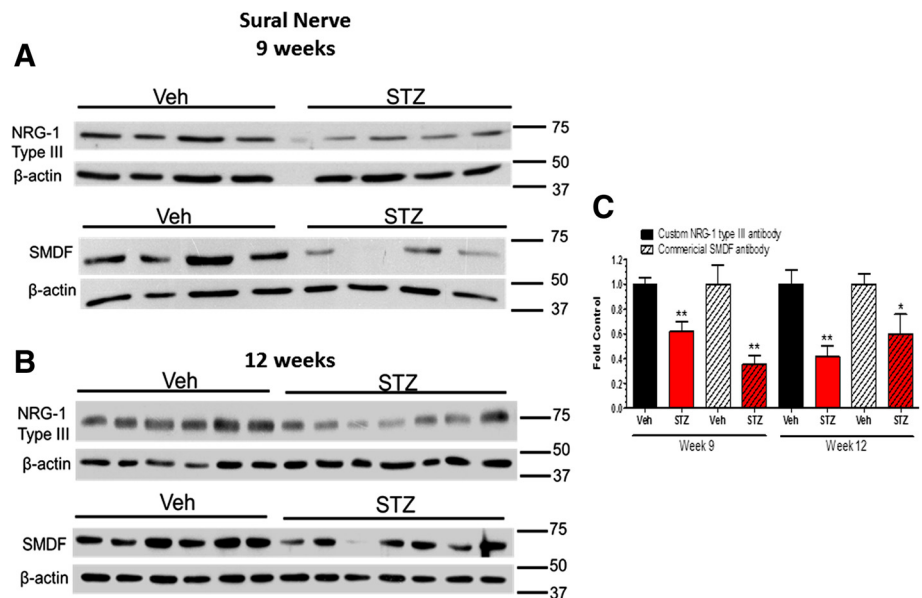 Sural Nerve
9 weeks
A
Veh STZ
NRG-1
Type III
β-actin
75
50
37
Veh STZ
SMDF
β-actin
75
50
37
B
12 weeks
Veh STZ
NRG-1
Type III
β-actin
75
50
37
Veh STZ
SMDF
β-actin
75
50
37
C
Custom NRG-1 type III antibody
Commericial SMDF antibody
Fold Control
1.2
1.0
0.8
0.6
0.4
0.2
0.0
** ** ** *
Veh STZ Veh STZ Veh STZ Veh STZ
Week 9 Week 12